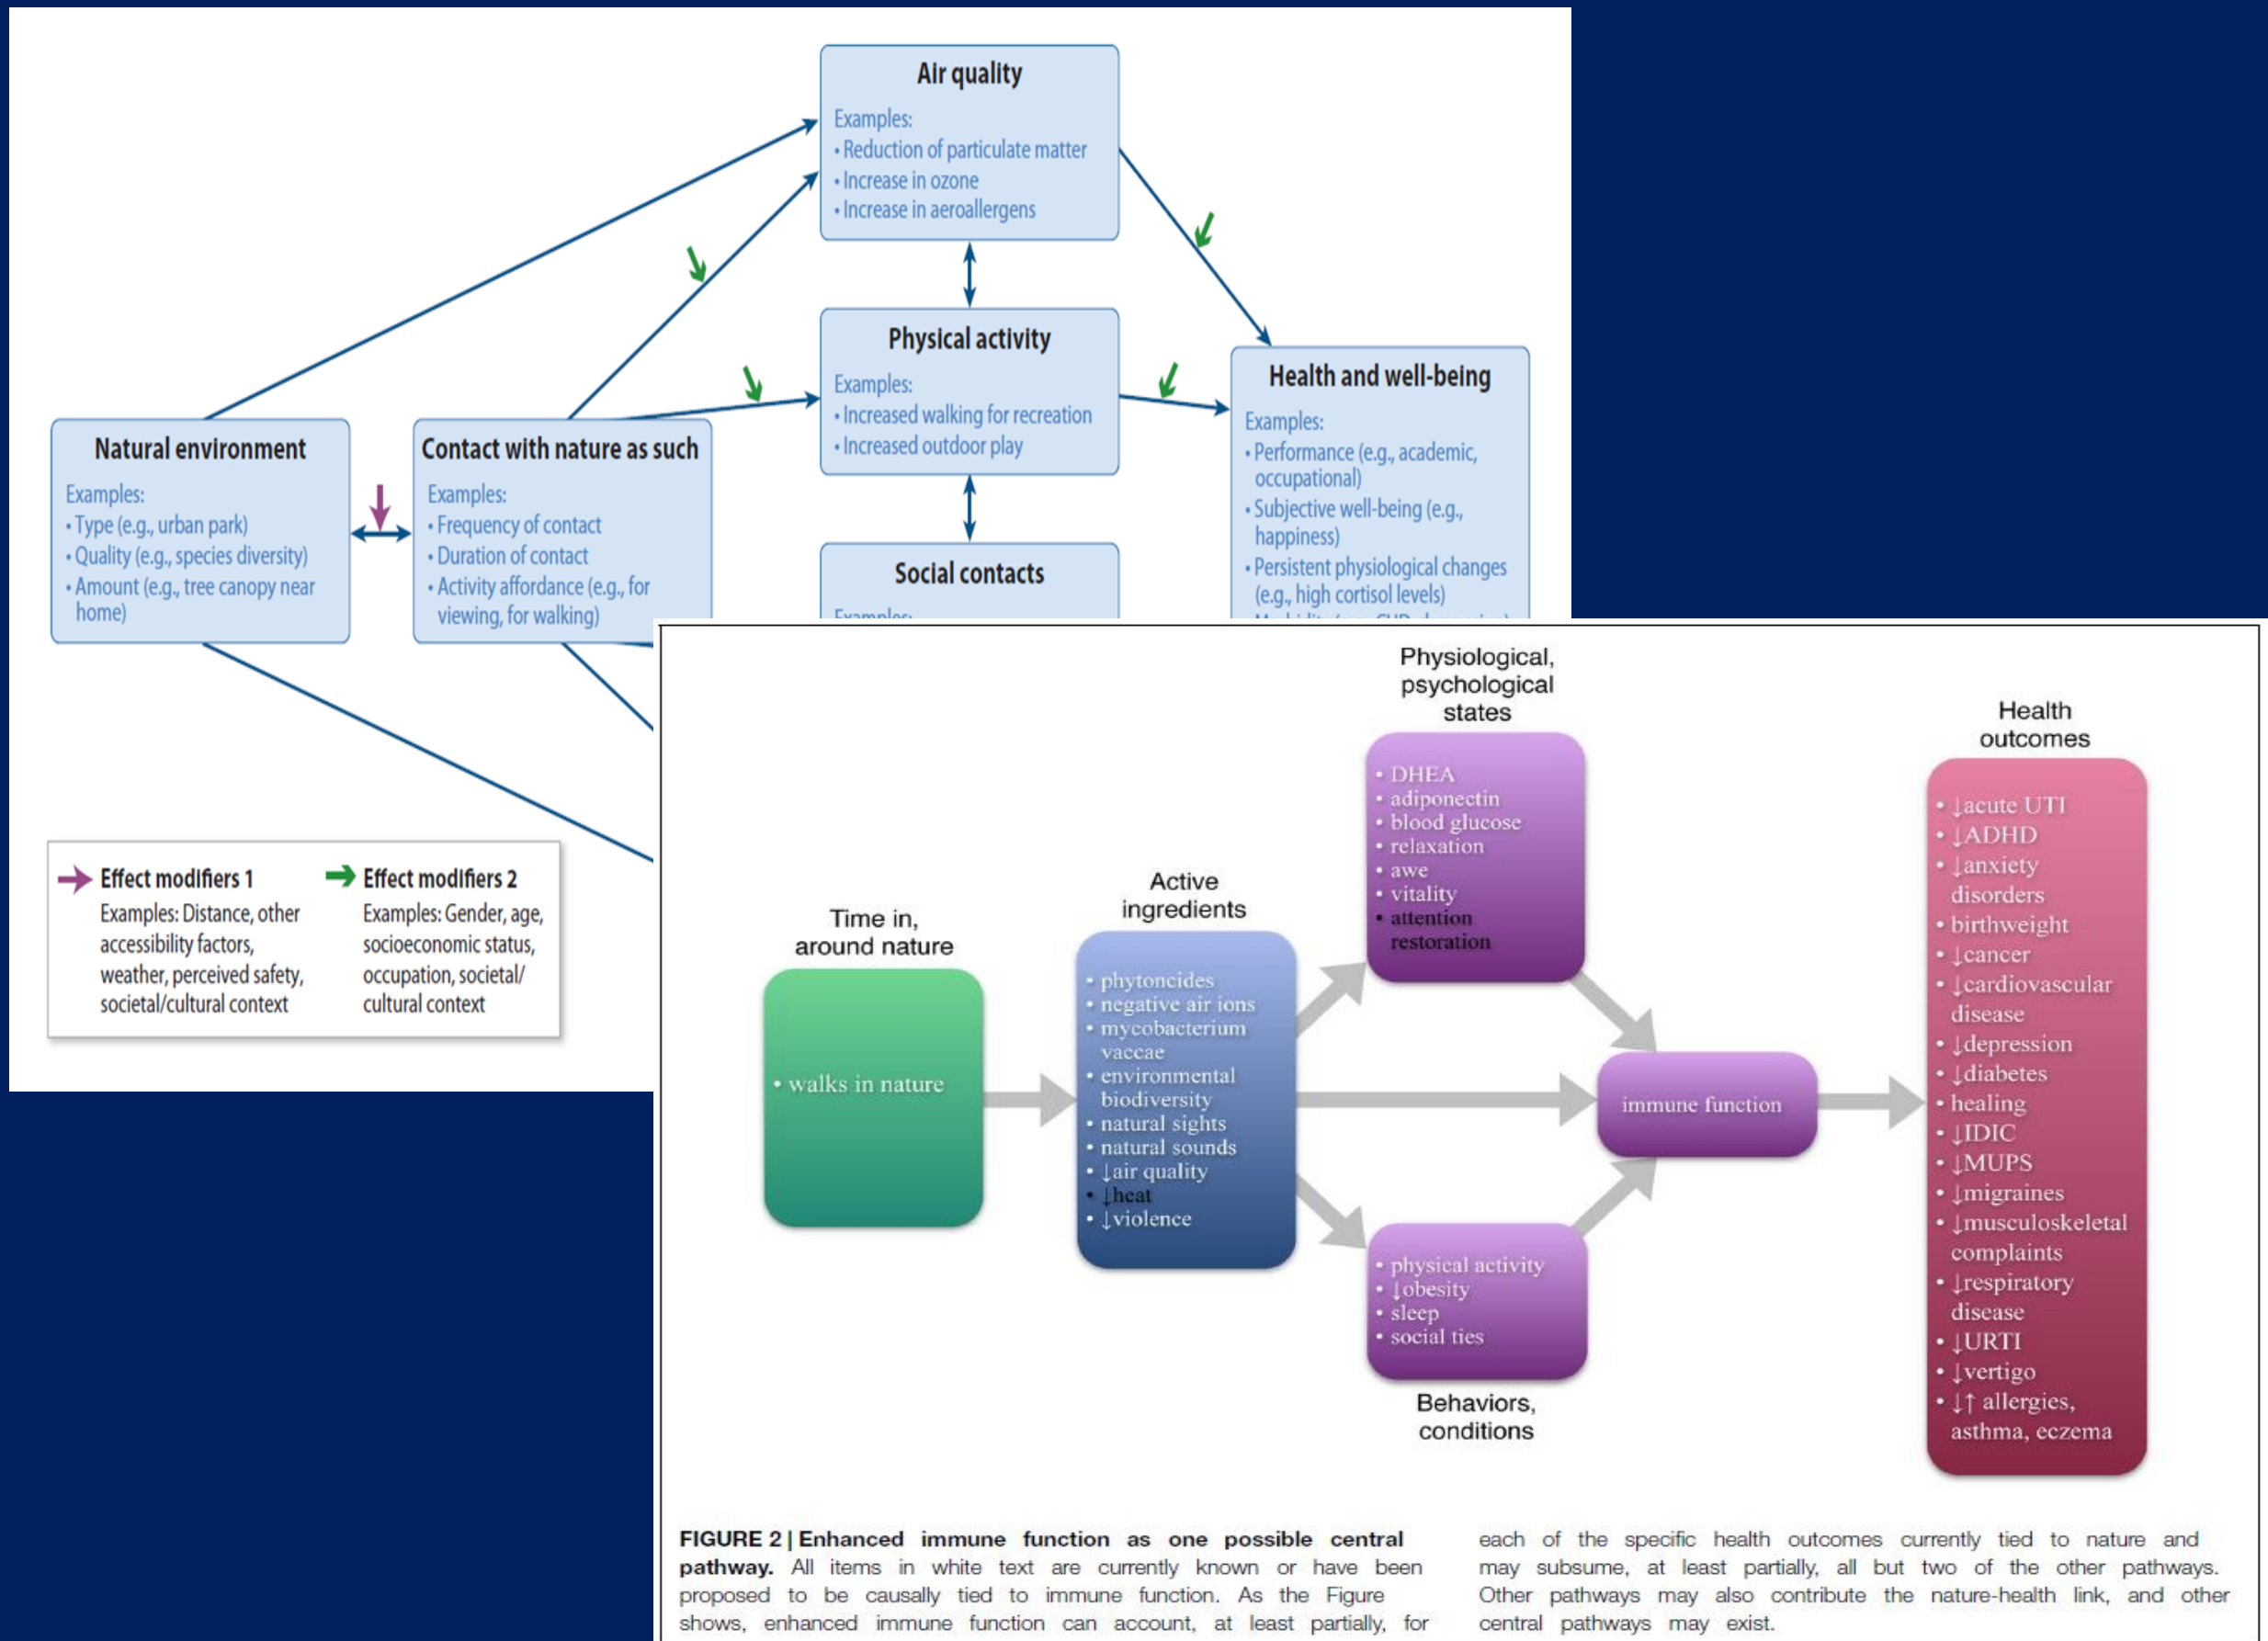 Air quality
Examples:
• Reduction of particulate matter
• Increase in ozone
• Increase in aeroallergens
Physical activity
Examples:
• Increased walking for recreation
• Increased outdoor play
Health and well-being
Examples:
• Performance (e.g., academic,
occupational)
• Subjective well-being (e.g.,
happiness)
• Persistent physiological changes
(e.g., high cortisol levels)
Natural environment
Examples:
• Type (e.g., urban park)
• Quality (e.g., species diversity)
• Amount (e.g., tree canopy near
home)
Contact with nature as such
Examples:
• Frequency of contact
• Duration of contact
• Activity affordance (e.g., for
viewing, for walking)
Social contacts
Examples:
Effect modifiers 1
Examples: Distance, other
accessibility factors,
weather, perceived safety,
societal/cultural context
Effect modifiers 2
Examples: Gender, age,
socioeconomic status,
occupation, societal/
cultural context
Time in,
around nature
• walks in nature
Active
ingredients
• phytoncides
• negative air ions
• mycobacterium
vaccae
• environmental
biodiversity
• natural sights
• natural sounds
• ↓air quality
• ↓heat
• ↓violence
Physiological,
psychological
states
• DHEA
• adiponectin
• blood glucose
• relaxation
• awe
• vitality
• attention
restoration
• physical activity
• ↓obesity
• sleep
• social ties
Behaviors,
conditions
immune function
Health
outcomes
• ↓acute UTI
• ↓ADHD
• ↓anxiety
disorders
• birthweight
• ↓cancer
• ↓cardiovascular
disease
• ↓depression
• ↓diabetes
• healing
• ↓IDIC
• ↓MUPS
• ↓migraines
• ↓musculoskeletal
complaints
• ↓respiratory
disease
• ↓URTI
• ↓vertigo
• ↓↑ allergies,
asthma, eczema
FIGURE 2 | Enhanced immune function as one possible central
pathway. All items in white text are currently known or have been
proposed to be causally tied to immune function. As the Figure
shows, enhanced immune function can account, at least partially, for
each of the specific health outcomes currently tied to nature and
may subsume, at least partially, all but two of the other pathways.
Other pathways may also contribute the nature-health link, and other
central pathways may exist.